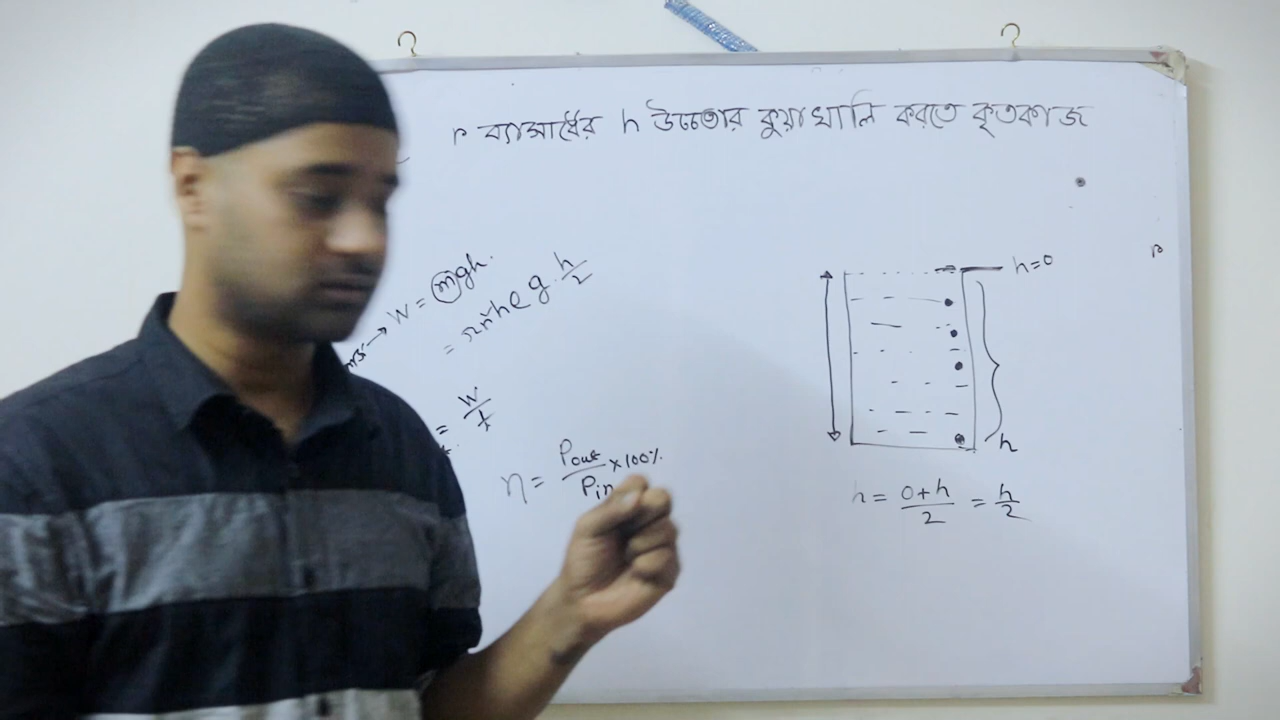 r ব্যাসার্ধের h উচ্চতার কুয়া খালি করতে কৃতকাজ
W = mgh.
= πr²hρg · h/2
= W/t
η = Pout/Pin × 100%
h=0
h
h = (0+h)/2 = h/2